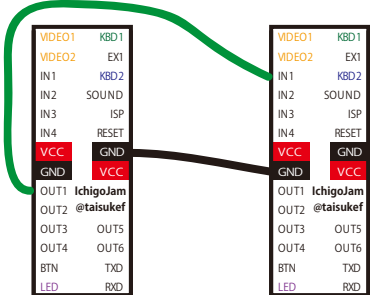 VIDEO1 KBD1
VIDEO2 EX1
IN1 KBD2
IN2 SOUND
IN3 ISP
IN4 RESET
VCC GND
GND VCC
OUT1 IchigoJam
OUT2 @taisukef
OUT3 OUT5
OUT4 OUT6
BTN TXD
LED RXD
VIDEO1 KBD1
VIDEO2 EX1
IN1 KBD2
IN2 SOUND
IN3 ISP
IN4 RESET
VCC GND
GND VCC
OUT1 IchigoJam
OUT2 @taisukef
OUT3 OUT5
OUT4 OUT6
BTN TXD
LED RXD